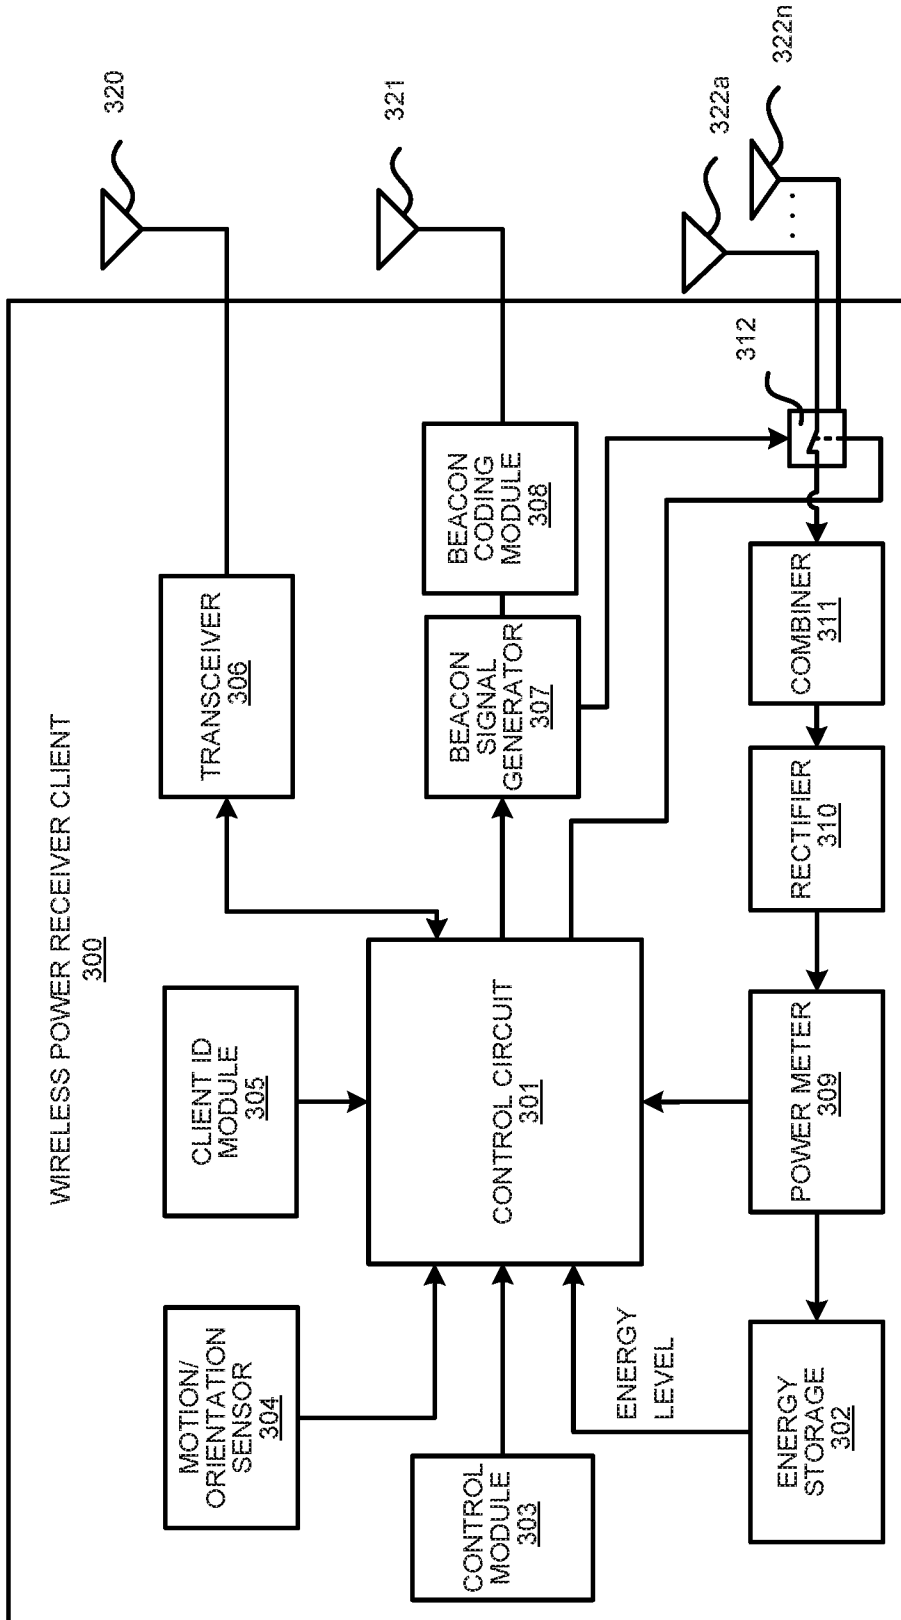 WIRELESS POWER RECEIVER CLIENT
300
MOTION/
ORIENTATION
SENSOR
304
CLIENT ID
MODULE
305
TRANSCEIVER
306
320
CONTROL
MODULE
303
CONTROL CIRCUIT
301
BEACON
SIGNAL
GENERATOR
307
BEACON
CODING
MODULE
308
321
ENERGY
LEVEL
ENERGY
STORAGE
302
POWER METER
309
RECTIFIER
310
COMBINER
311
312
322a
. . .
322n